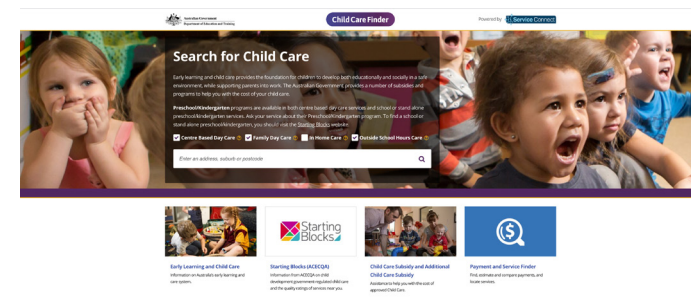 Australian Government
Department of Education and Training
Child Care Finder
Powered by Service Connect
Search for Child Care
Early learning and child care provides the foundation for children to develop both educationally and socially in a safe
environment, while supporting parents into work. The Australian Government provides a number of subsidies and
programs to help you with the cost of your child care.
Preschool/Kindergarten programs are available in both centre based day care services and school or stand alone
preschool/kindergarten services. Ask your service about their Preschool/Kindergarten program. To find a school or
stand alone preschool/kindergarten, you should visit the Starting Blocks website.
Centre Based Day Care Family Day Care In Home Care Outside School Hours Care
Enter an address, suburb or postcode
Starting
Blocks
Early Learning and Child Care
Information on Australia's early learning and
care system.
Starting Blocks (ACECQA)
Information from ACECQA on child
development government regulated child care
and the quality ratings of services near you.
Child Care Subsidy and Additional
Child Care Subsidy
Assistance to help you with the cost of
approved Child Care.
Payment and Service Finder
Find, estimate and compare payments, and
locate services.